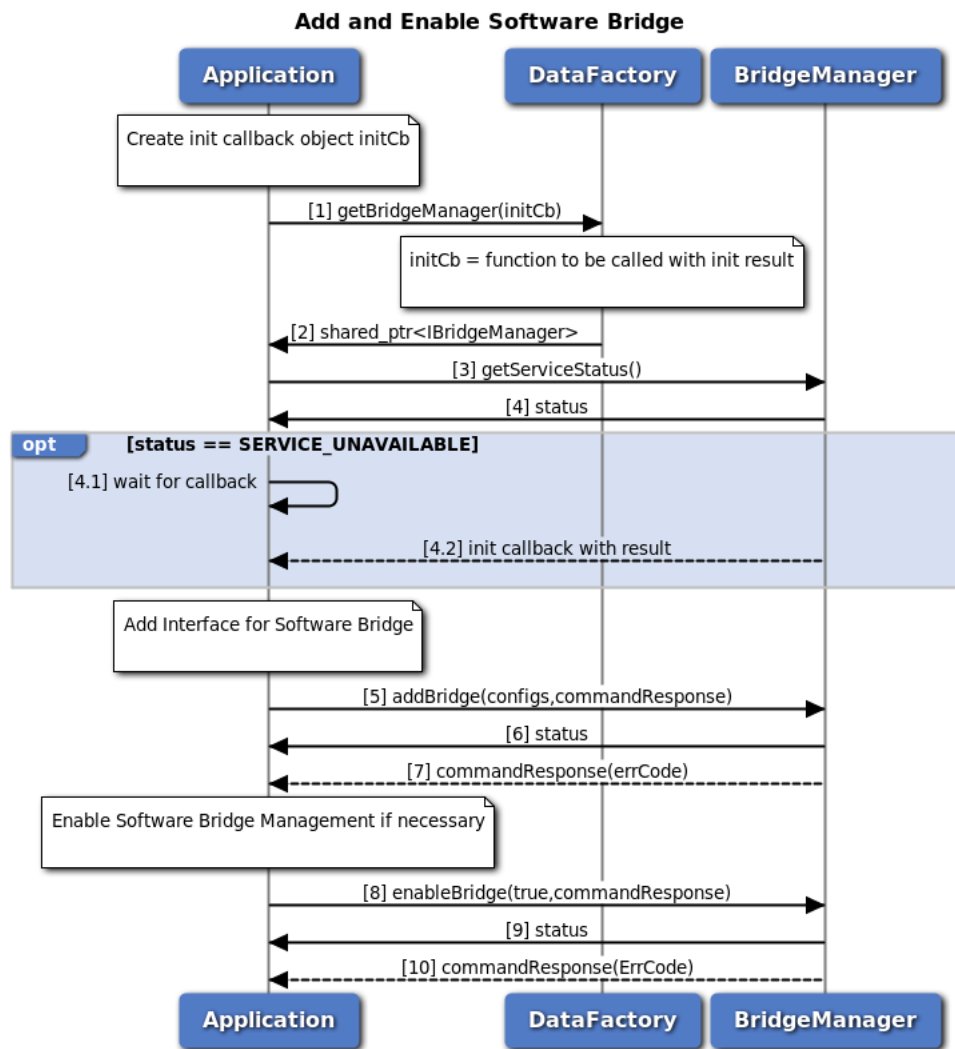 Add and Enable Software Bridge
Application
DataFactory
BridgeManager
Create init callback object initCb
[1] getBridgeManager(initCb)
initCb = function to be called with init result
[2] shared_ptr<IBridgeManager>
[3] getServiceStatus()
[4] status
opt
[status == SERVICE_UNAVAILABLE]
[4.1] wait for callback
[4.2] init callback with result
Add Interface for Software Bridge
[5] addBridge(configs,commandResponse)
[6] status
[7] commandResponse(errCode)
Enable Software Bridge Management if necessary
[8] enableBridge(true,commandResponse)
[9] status
[10] commandResponse(ErrCode)
Application
DataFactory
BridgeManager